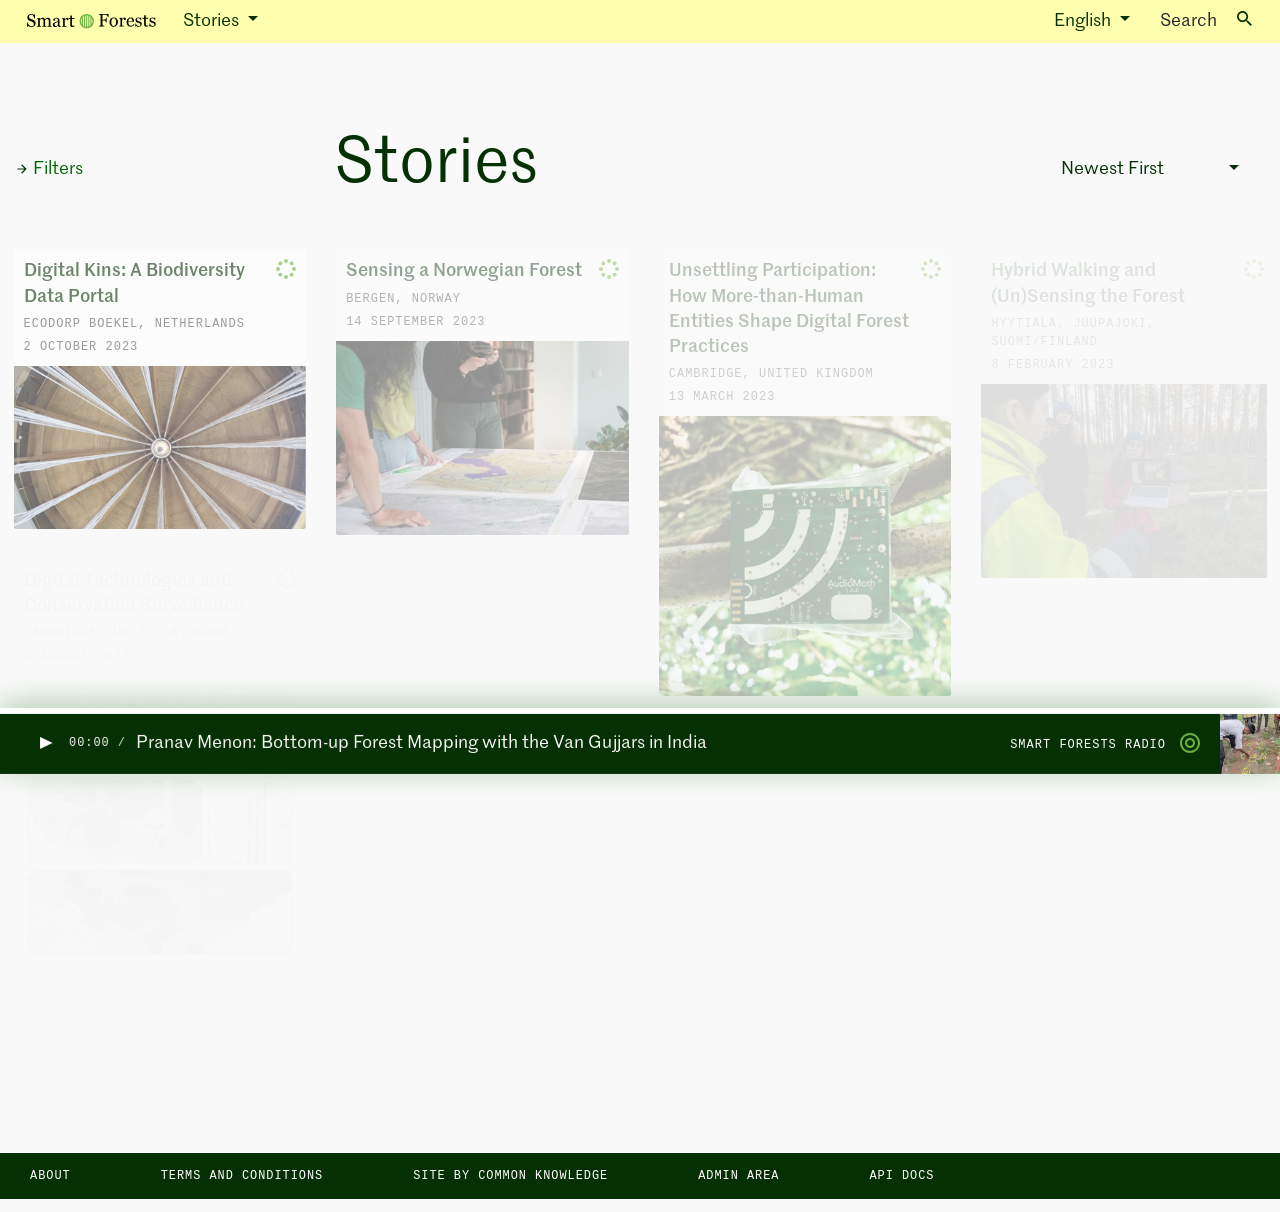 Smart Forests
Stories
English
Search
Filters
Stories
Newest First
Digital Kins: A Biodiversity
Data Portal
ECODORP BOEKEL, NETHERLANDS
2 OCTOBER 2023
Sensing a Norwegian Forest
BERGEN, NORWAY
14 SEPTEMBER 2023
Unsettling Participation:
How More-than-Human
Entities Shape Digital Forest
Practices
CAMBRIDGE, UNITED KINGDOM
13 MARCH 2023
AudioMoth
Hybrid Walking and
(Un)Sensing the Forest
HYYTIÄLÄ, JUUPAJOKI,
SUOMI/FINLAND
8 FEBRUARY 2023
Digital Technologies and
Conservation Surveillance
CAMBRIDGE, UNITED KINGDOM
00:00 /
Pranav Menon: Bottom-up Forest Mapping with the Van Gujjars in India
SMART FORESTS RADIO
ABOUT
TERMS AND CONDITIONS
SITE BY COMMON KNOWLEDGE
ADMIN AREA
API DOCS